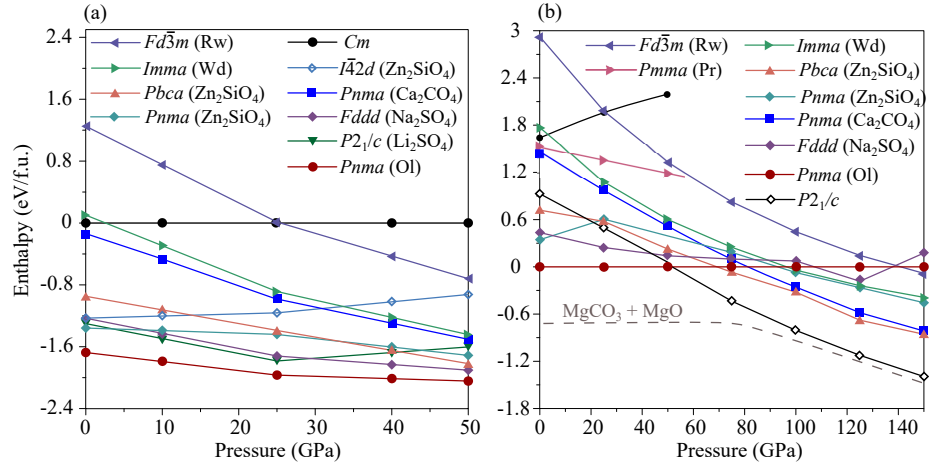 (a)
Fd3̅m (Rw)
Imma (Wd)
Pbca (Zn₂SiO₄)
Pnma (Zn₂SiO₄)
Cm
I4̅2d (Zn₂SiO₄)
Pnma (Ca₂CO₄)
Fddd (Na₂SO₄)
P2₁/c (Li₂SO₄)
Pnma (Ol)
Enthalpy (eV/f.u.)
2.4
1.6
0.8
0
-0.8
-1.6
-2.4
0 10 20 30 40 50
Pressure (GPa)
(b)
Fd3̅m (Rw)
Pmma (Pr)
Imma (Wd)
Pbca (Zn₂SiO₄)
Pnma (Zn₂SiO₄)
Pnma (Ca₂CO₄)
Fddd (Na₂SO₄)
Pnma (Ol)
P2₁/c
MgCO₃ + MgO
3
2.4
1.8
1.2
0.6
0
-0.6
-1.2
-1.8
0 20 40 60 80 100 120 140
Pressure (GPa)